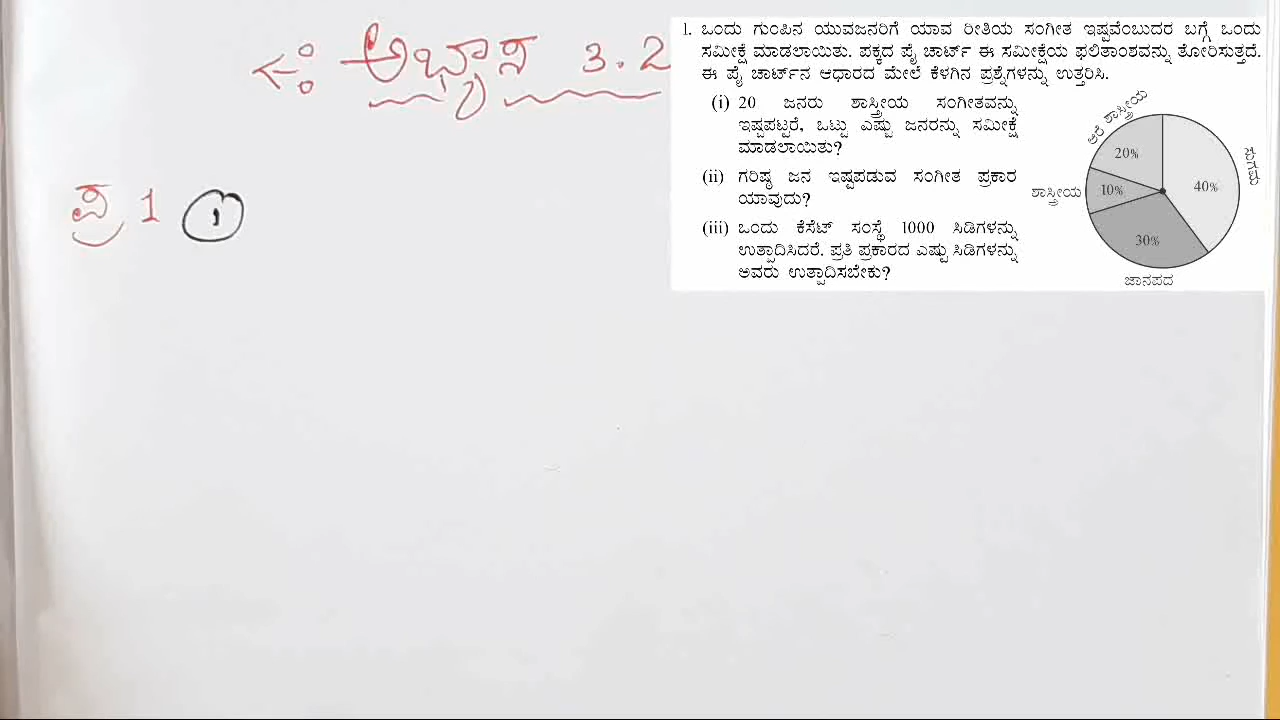 <: ಅಭ್ಯಾಸ 3.2
1. ಒಂದು ಗುಂಪಿನ ಯುವಜನರಿಗೆ ಯಾವ ರೀತಿಯ ಸಂಗೀತ ಇಷ್ಟವೆಂಬುದರ ಬಗ್ಗೆ ಒಂದು
ಸಮೀಕ್ಷೆ ಮಾಡಲಾಯಿತು. ಪಕ್ಕದ ಪೈ ಚಾರ್ಟ್ ಈ ಸಮೀಕ್ಷೆಯ ಫಲಿತಾಂಶವನ್ನು ತೋರಿಸುತ್ತದೆ.
ಈ ಪೈ ಚಾರ್ಟ್‌ನ ಆಧಾರದ ಮೇಲೆ ಕೆಳಗಿನ ಪ್ರಶ್ನೆಗಳನ್ನು ಉತ್ತರಿಸಿ.
(i) 20 ಜನರು ಶಾಸ್ತ್ರೀಯ ಸಂಗೀತವನ್ನು
ಇಷ್ಟಪಟ್ಟರೆ, ಒಟ್ಟು ಎಷ್ಟು ಜನರನ್ನು ಸಮೀಕ್ಷೆ
ಮಾಡಲಾಯಿತು?
(ii) ಗರಿಷ್ಠ ಜನ ಇಷ್ಟಪಡುವ ಸಂಗೀತ ಪ್ರಕಾರ
ಯಾವುದು?
(iii) ಒಂದು ಕೆಸೆಟ್ ಸಂಸ್ಥೆ 1000 ಸಿಡಿಗಳನ್ನು
ಉತ್ಪಾದಿಸಿದರೆ. ಪ್ರತಿ ಪ್ರಕಾರದ ಎಷ್ಟು ಸಿಡಿಗಳನ್ನು
ಅವರು ಉತ್ಪಾದಿಸಬೇಕು?
ಅರೆ ಶಾಸ್ತ್ರೀಯ
20%
ಸುಗಮ
40%
ಶಾಸ್ತ್ರೀಯ
10%
30%
ಜಾನಪದ
ಪ್ರ 1 i